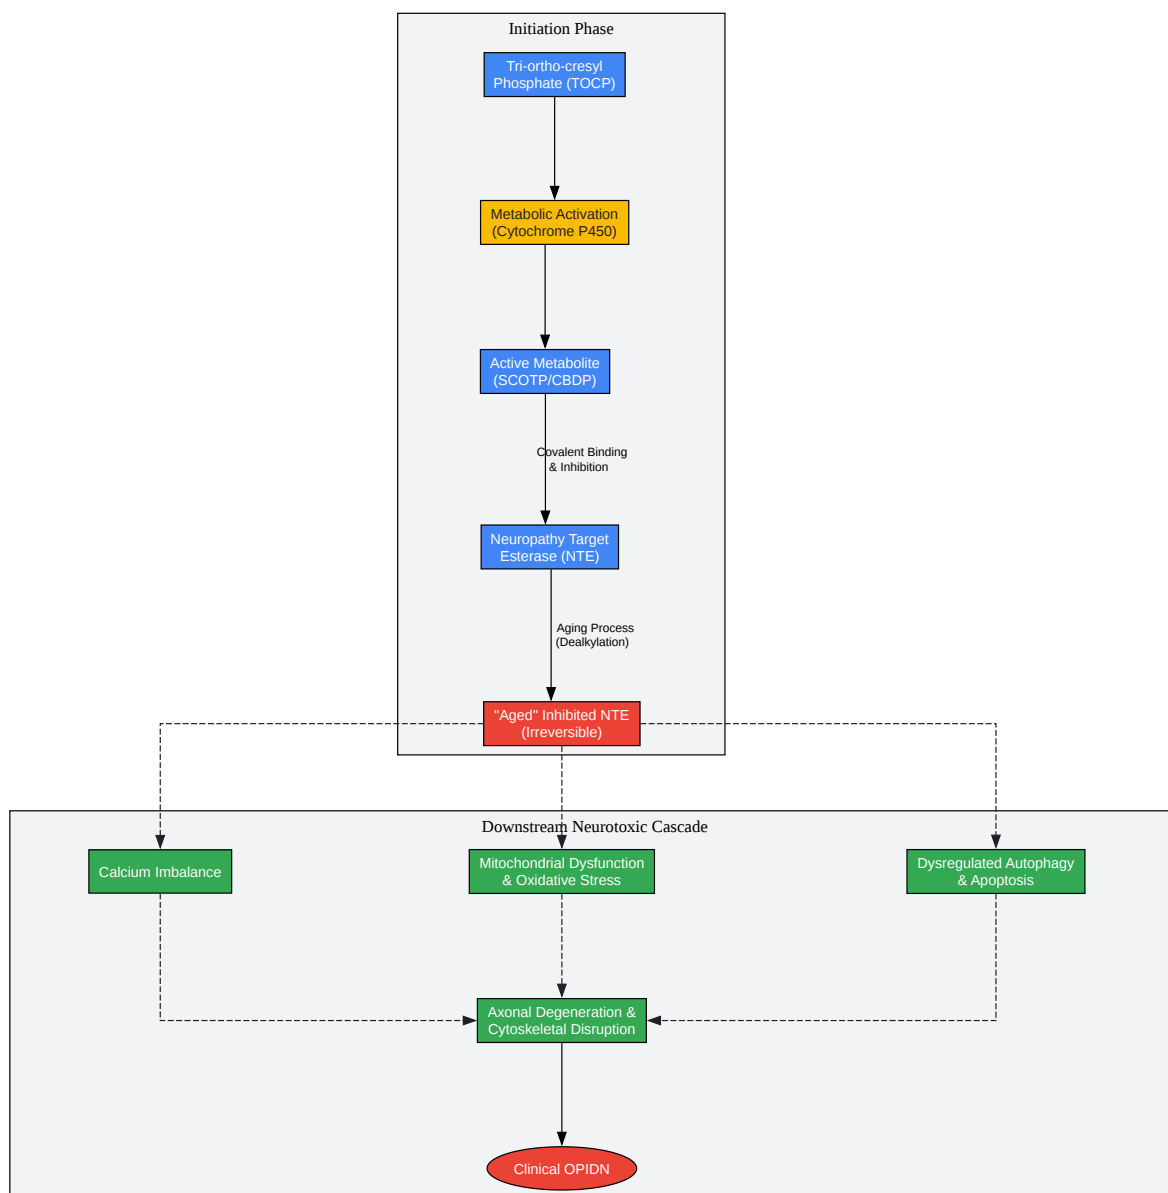 Initiation Phase
Tri-ortho-cresyl
Phosphate (TOCP)
Metabolic Activation
(Cytochrome P450)
Active Metabolite
(SCOTP/CBDP)
Covalent Binding
& Inhibition
Neuropathy Target
Esterase (NTE)
Aging Process
(Dealkylation)
"Aged" Inhibited NTE
(Irreversible)
Downstream Neurotoxic Cascade
Calcium Imbalance
Mitochondrial Dysfunction
& Oxidative Stress
Dysregulated Autophagy
& Apoptosis
Axonal Degeneration &
Cytoskeletal Disruption
Clinical OPIDN